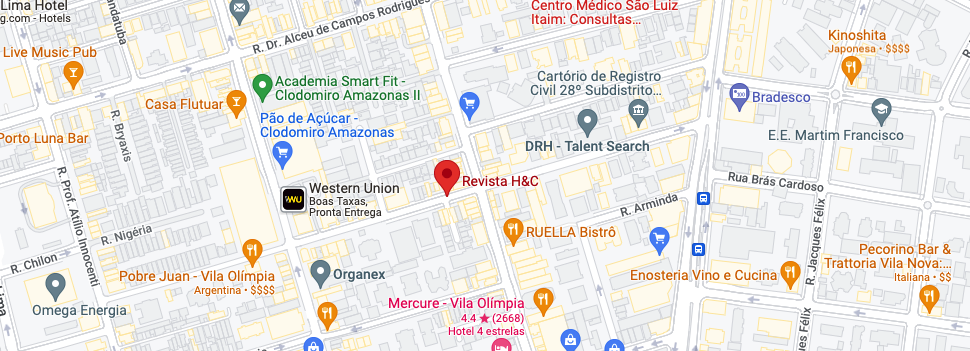 Lima Hotel
g.com - Hotels
andatuba
R. Dr. Alceu de Campos Rodrigues
Centro Médico São Luiz
Itaim: Consultas...
Kinoshita
Japonesa • $$$$
Live Music Pub
Academia Smart Fit -
Clodomiro Amazonas II
Casa Flutuar
Cartório de Registro
Civil 28º Subdistrito...
Bradesco
Porto Luna Bar
R. Bryaxis
Pão de Açúcar -
Clodomiro Amazonas
DRH - Talent Search
E.E. Martim Francisco
R. Prof. Atílio Innocenti
Western Union
Boas Taxas,
Pronta Entrega
Revista H&C
Rua Brás Cardoso
R. Nigéria
R. Arminda
RUELLA Bistrô
R. Jacques Félix
R. Chilon
Pobre Juan - Vila Olímpia
Argentina • $$$$
Organex
Enosteria Vino e Cucina
Pecorino Bar &
Trattoria Vila Nova:...
Italiana • $$
Omega Energia
Mercure - Vila Olímpia
4.4 ★ (2668)
Hotel 4 estrelas
Lima
Félix